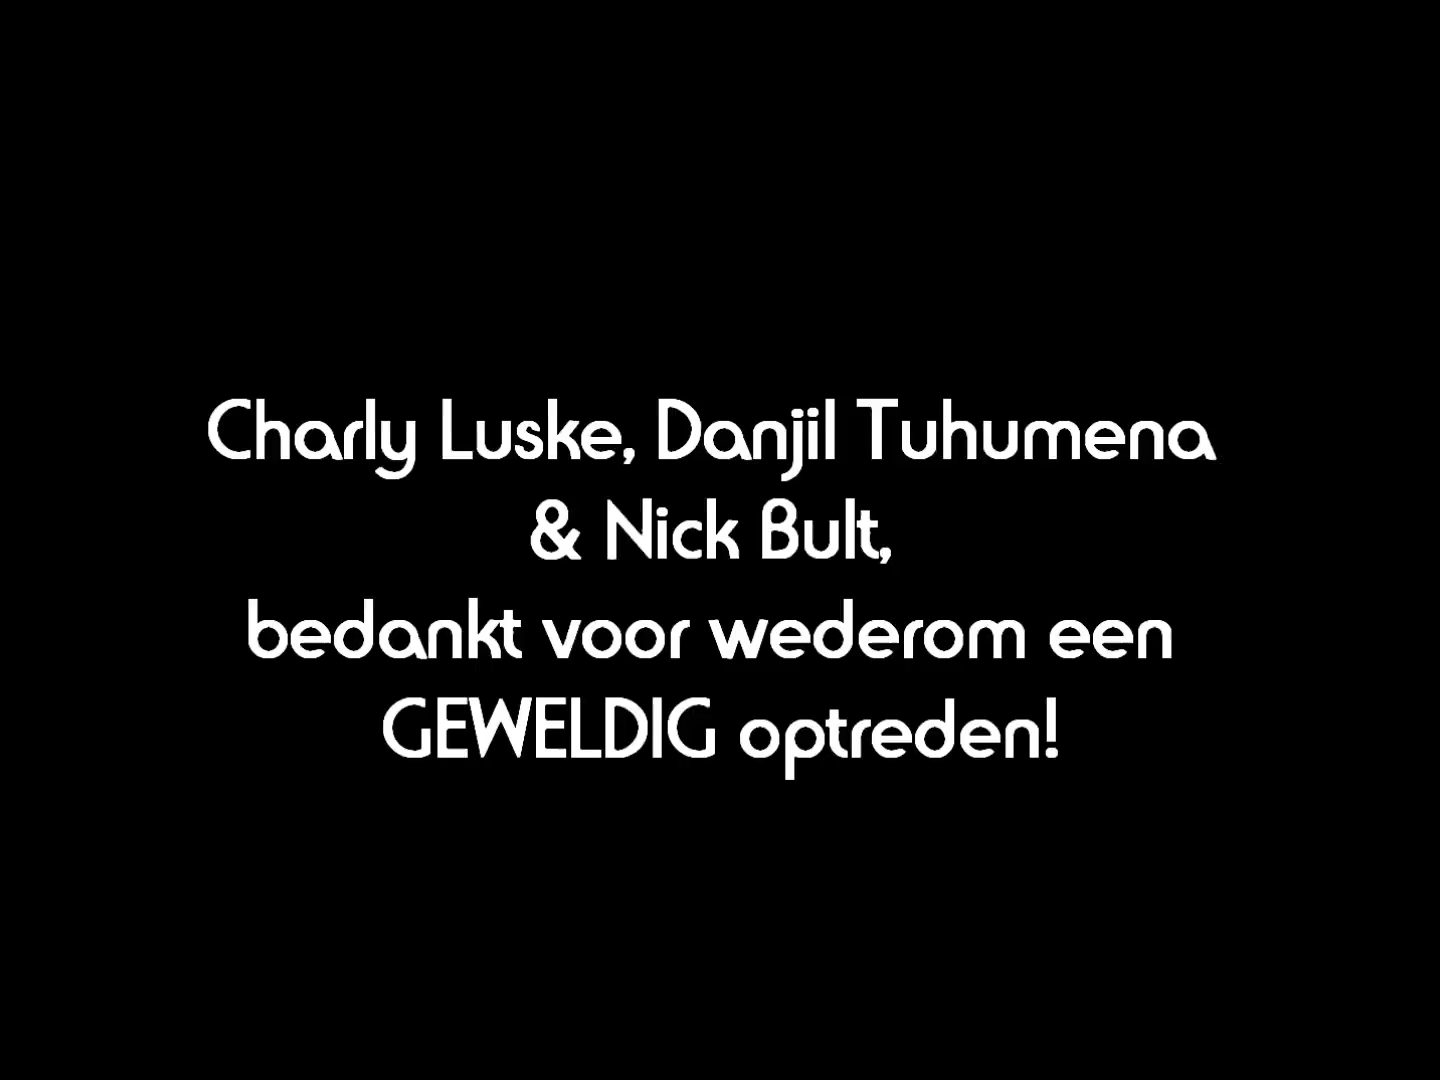 Charly Luske, Danjil Tuhumena
& Nick Bult,
bedankt voor wederom een
GEWELDIG optreden!